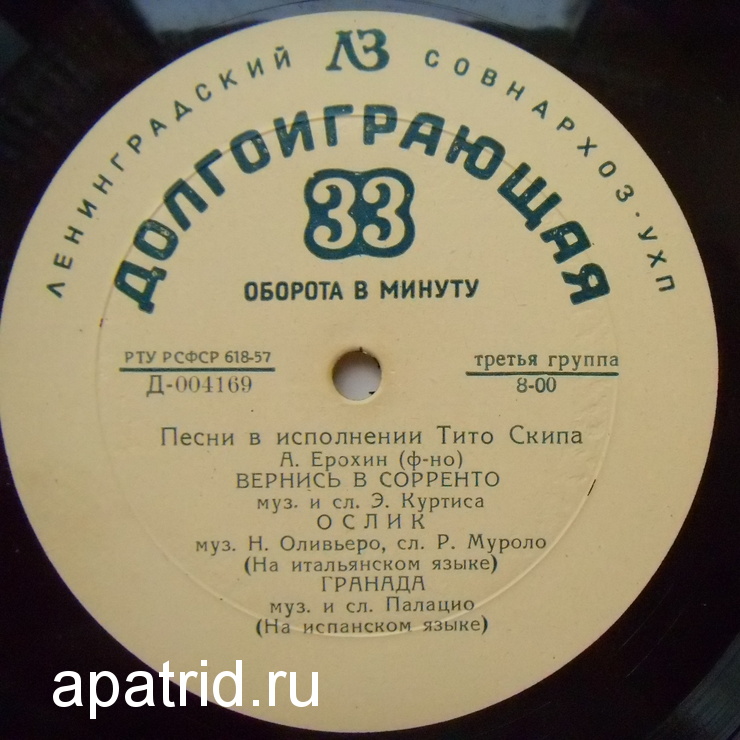 ЛЕНИНГРАДСКИЙ ЛЗ СОВНАРХОЗ·УХП
ДОЛГОИГРАЮЩАЯ
33
ОБОРОТА В МИНУТУ
РТУ РСФСР 618-57
Д-004169
третья группа
8-00
Песни в исполнении Тито Скипа
А. Ерохин (ф-но)
ВЕРНИСЬ В СОРРЕНТО
муз. и сл. Э. Куртиса
ОСЛИК
муз. Н. Оливьеро, сл. Р. Муроло
(На итальянском языке)
ГРАНАДА
муз. и сл. Палацио
(На испанском языке)
apatrid.ru